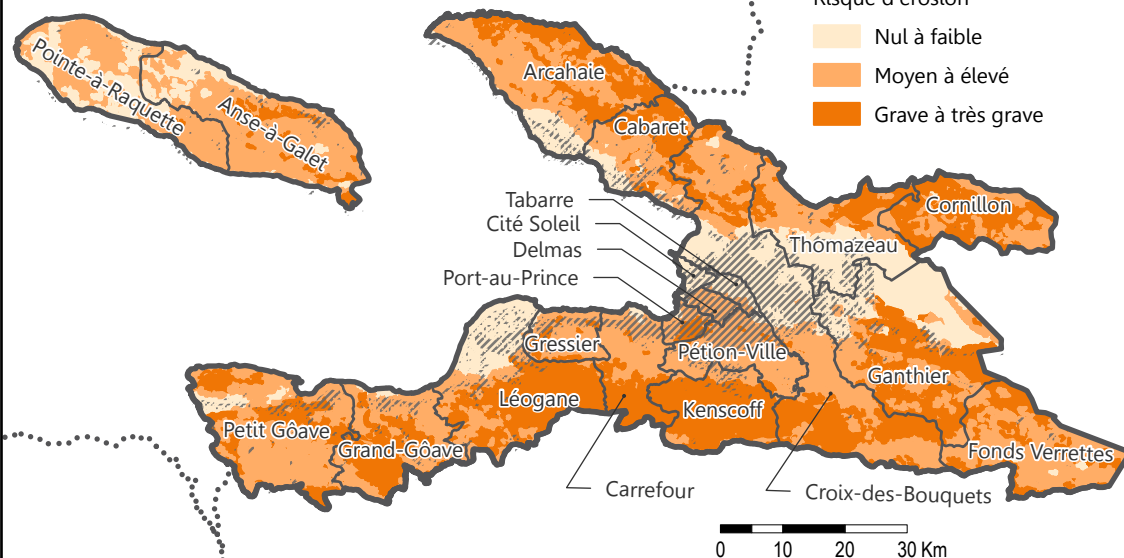 Risque d'érosion
Nul à faible
Moyen à élevé
Grave à très grave
Pointe-à-Raquette
Anse-à-Galet
Arcahaie
Cabaret
Cornillon
Tabarre
Cité Soleil
Delmas
Port-au-Prince
Thomazeau
Gressier
Pétion-Ville
Ganthier
Léogane
Kenscoff
Petit Gôave
Grand-Gôave
Fonds Verrettes
Carrefour
Croix-des-Bouquets
0 10 20 30 Km